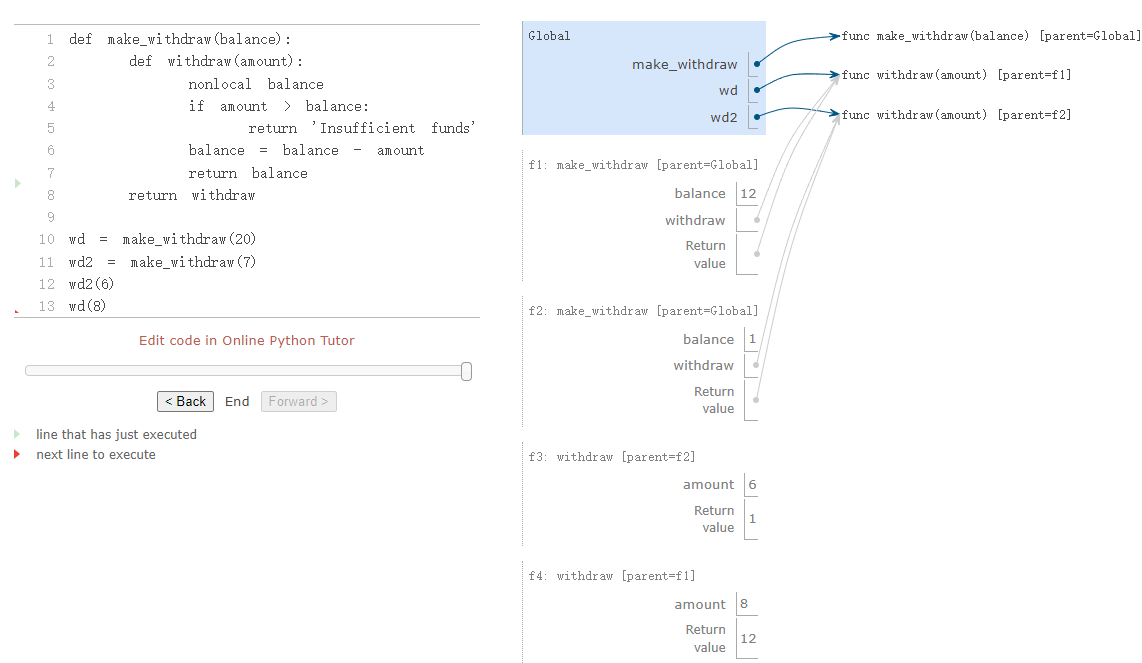 1 def make_withdraw(balance):
2 def withdraw(amount):
3 nonlocal balance
4 if amount > balance:
5 return 'Insufficient funds'
6 balance = balance - amount
7 return balance
8 return withdraw
9
10 wd = make_withdraw(20)
11 wd2 = make_withdraw(7)
12 wd2(6)
13 wd(8)
Edit code in Online Python Tutor
< Back End Forward >
line that has just executed
next line to execute
Global
make_withdraw
wd
wd2
func make_withdraw(balance) [parent=Global]
func withdraw(amount) [parent=f1]
func withdraw(amount) [parent=f2]
f1: make_withdraw [parent=Global]
balance 12
withdraw
Return
value
f2: make_withdraw [parent=Global]
balance 1
withdraw
Return
value
f3: withdraw [parent=f2]
amount 6
Return
value 1
f4: withdraw [parent=f1]
amount 8
Return
value 12